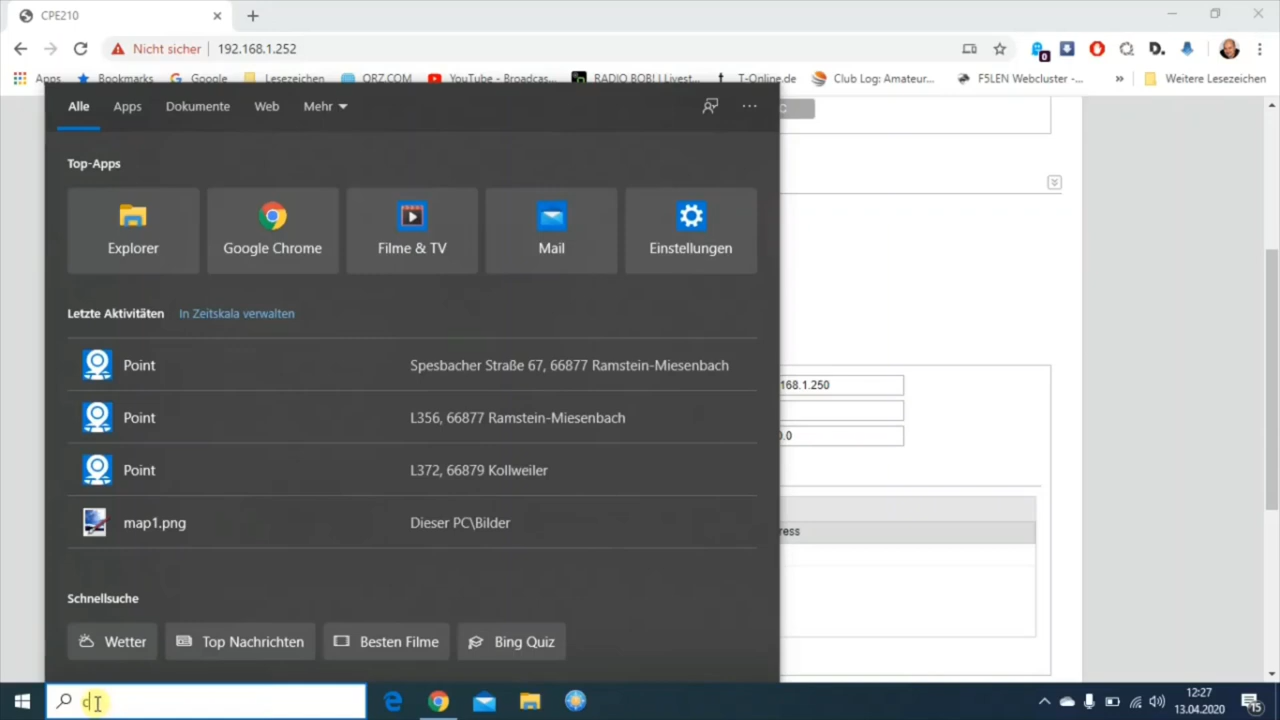 CPE210
Nicht sicher
192.168.1.252
0
D.
Apps
Bookmarks
Google
Lesezeichen
QRZ.COM
YouTube - Broadcas...
RADIO BOB! | Livest...
T-Online.de
Club Log: Amateur...
F5LEN Webcluster -...
»
Weitere Lesezeichen
Alle
Apps
Dokumente
Web
Mehr
C
Top-Apps
Explorer
Google Chrome
Filme & TV
Mail
Einstellungen
Letzte Aktivitäten
In Zeitskala verwalten
Point
Spesbacher Straße 67, 66877 Ramstein-Miesenbach
Point
L356, 66877 Ramstein-Miesenbach
Point
L372, 66879 Kollweiler
map1.png
Dieser PC\Bilder
168.1.250
0.0
ress
Schnellsuche
Wetter
Top Nachrichten
Besten Filme
Bing Quiz
c
12:27
13.04.2020
15